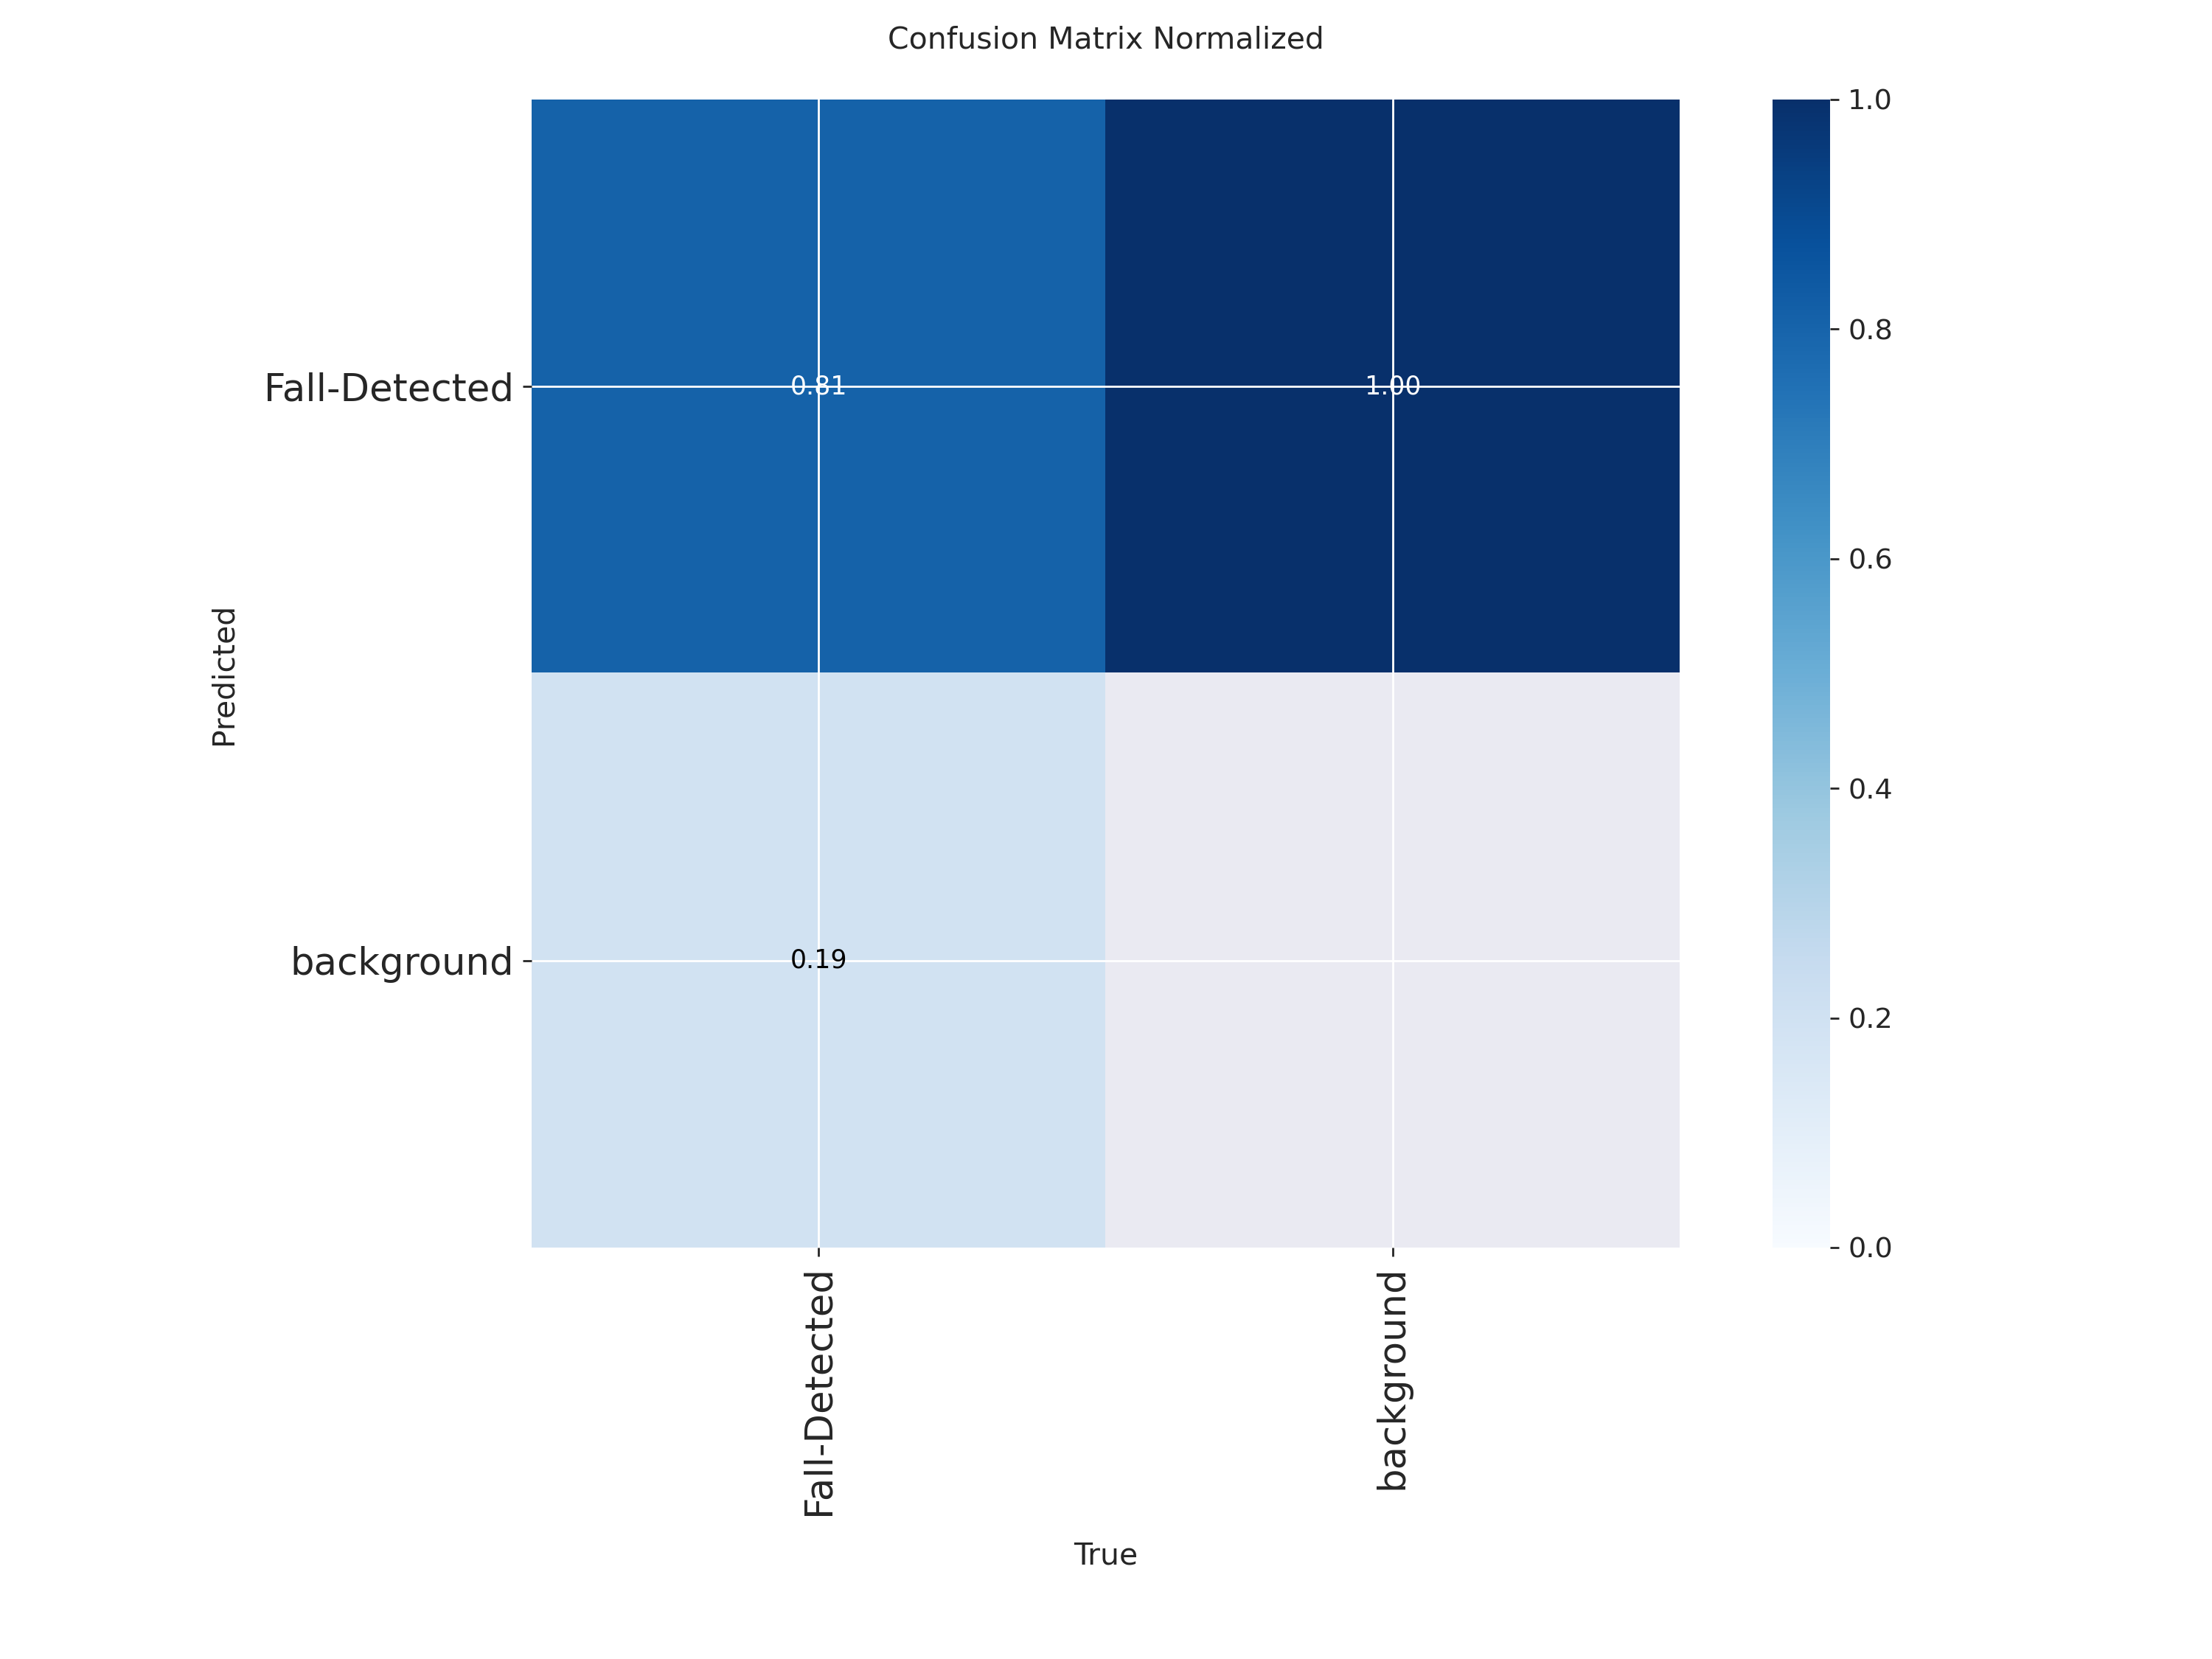 Confusion Matrix Normalized
Predicted
Fall-Detected
0.81
1.00
background
0.19
Fall-Detected
background
True
1.0
0.8
0.6
0.4
0.2
0.0